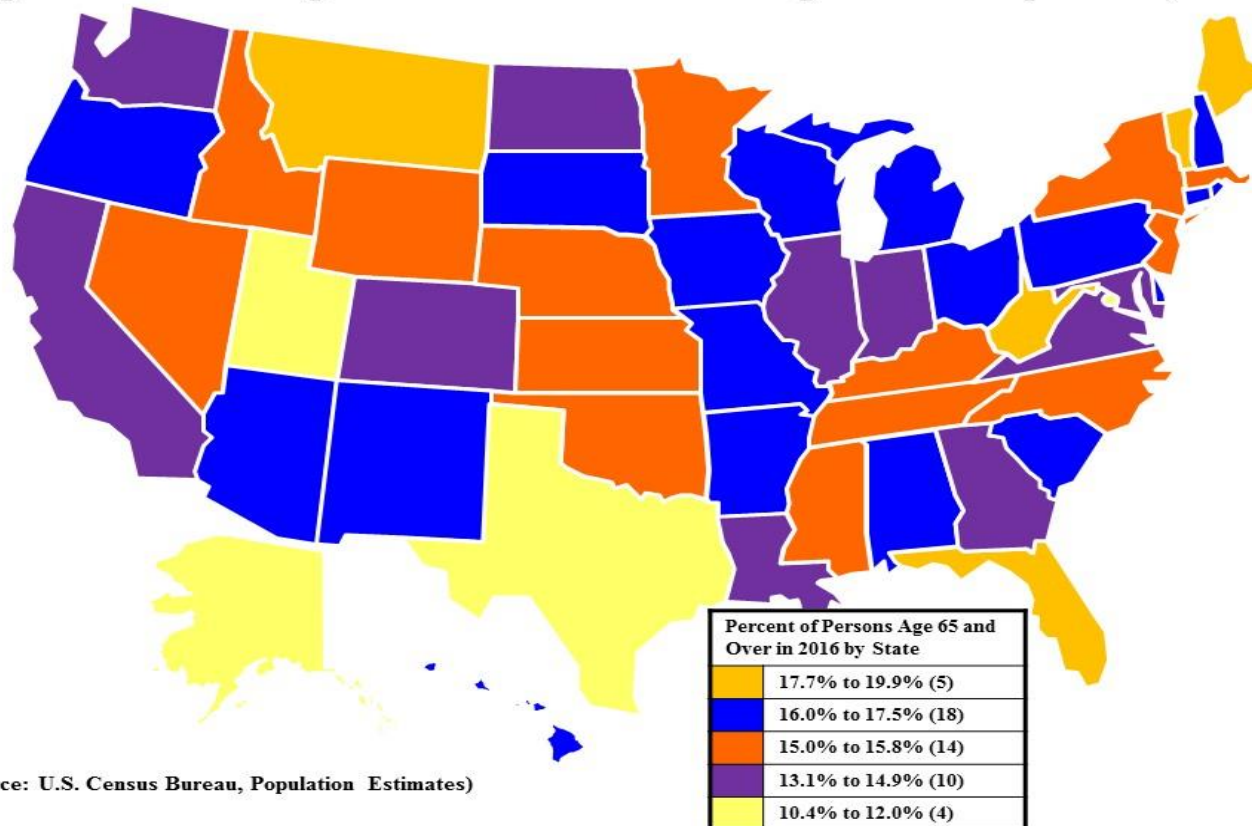 Percent of Persons Age 65 and
Over in 2016 by State
17.7% to 19.9% (5)
16.0% to 17.5% (18)
15.0% to 15.8% (14)
13.1% to 14.9% (10)
10.4% to 12.0% (4)
ce: U.S. Census Bureau, Population Estimates)